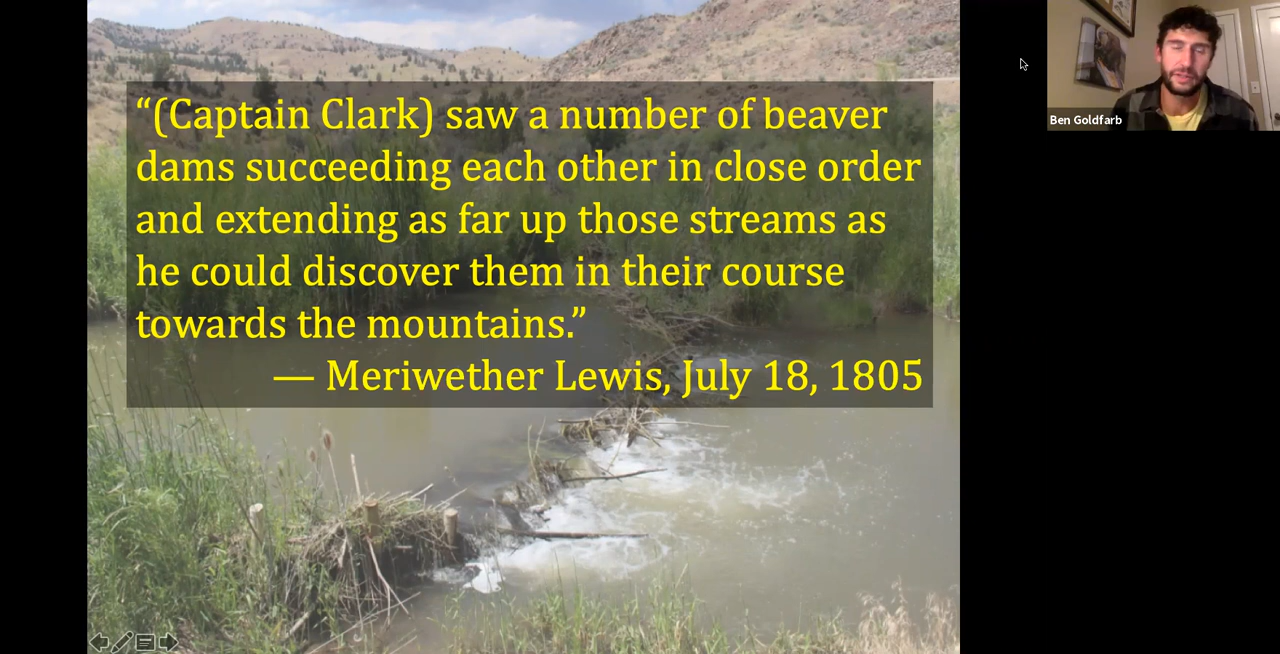 “(Captain Clark) saw a number of beaver
dams succeeding each other in close order
and extending as far up those streams as
he could discover them in their course
towards the mountains.”
— Meriwether Lewis, July 18, 1805
Ben Goldfarb